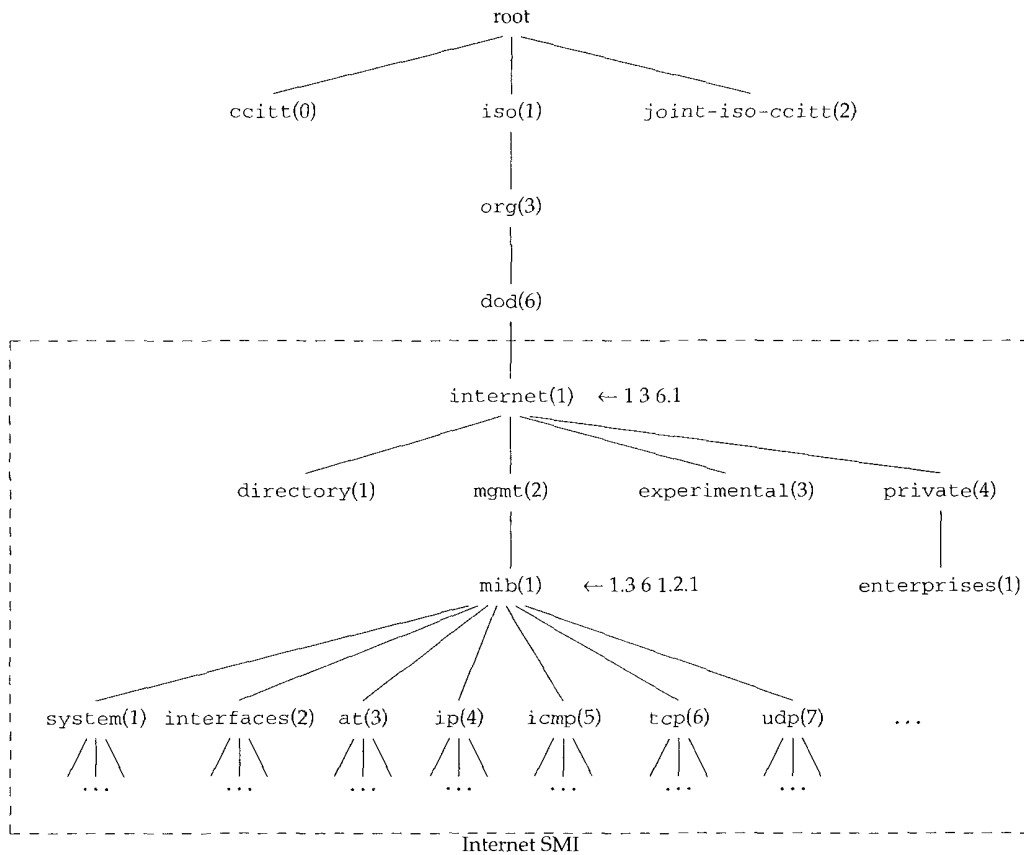 root
ccitt(0) iso(1) joint-iso-ccitt(2)
org(3)
dod(6)
internet(1) ← 1 3 6.1
directory(1) mgmt(2) experimental(3) private(4)
mib(1) ← 1.3 6 1.2.1 enterprises(1)
system(1) interfaces(2) at(3) ip(4) icmp(5) tcp(6) udp(7) ...
... ... ... ... ... ... ...
Internet SMI